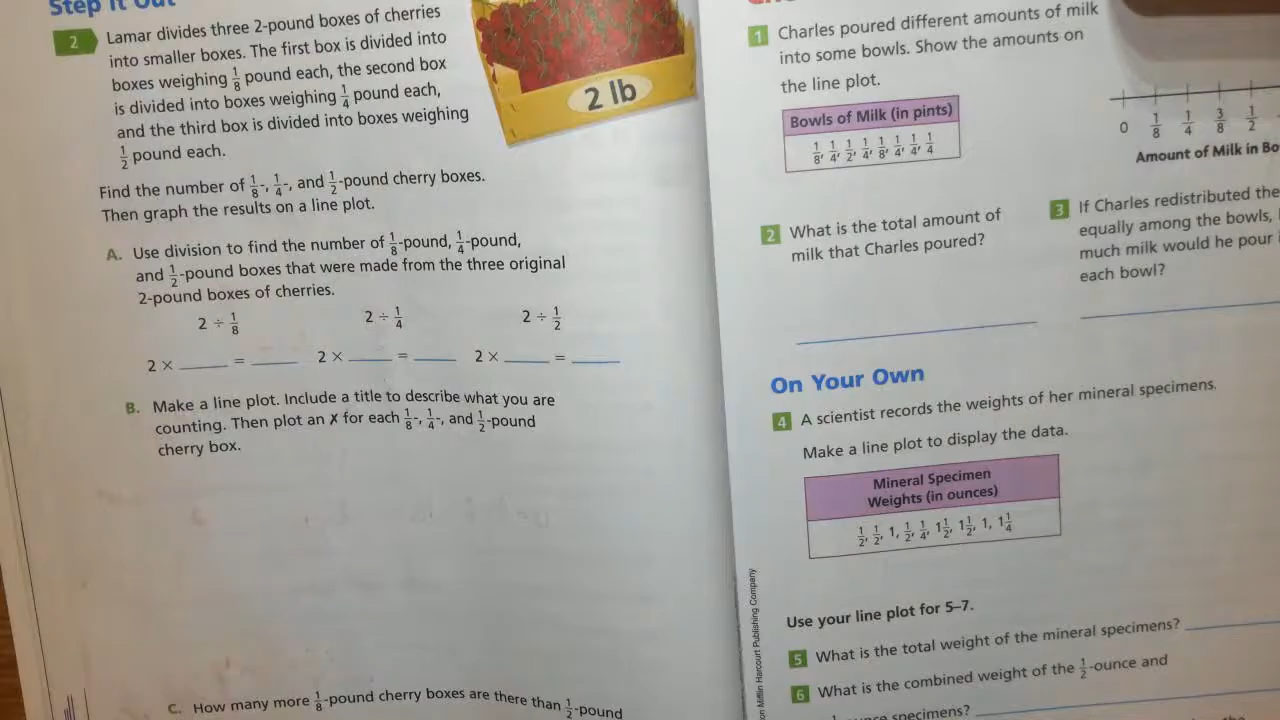 Step It Out
2 Lamar divides three 2-pound boxes of cherries
into smaller boxes. The first box is divided into
boxes weighing 1/8 pound each, the second box
is divided into boxes weighing 1/4 pound each,
and the third box is divided into boxes weighing
1/2 pound each.
2 lb
Find the number of 1/8-, 1/4-, and 1/2-pound cherry boxes.
Then graph the results on a line plot.
A. Use division to find the number of 1/8-pound, 1/4-pound,
and 1/2-pound boxes that were made from the three original
2-pound boxes of cherries.
2 ÷ 1/8 2 ÷ 1/4 2 ÷ 1/2
2 × ____ = ____ 2 × ____ = ____ 2 × ____ = ____
B. Make a line plot. Include a title to describe what you are
counting. Then plot an ✗ for each 1/8-, 1/4-, and 1/2-pound
cherry box.
C. How many more 1/8-pound cherry boxes are there than 1/2-pound
1 Charles poured different amounts of milk
into some bowls. Show the amounts on
the line plot.
Bowls of Milk (in pints)
1/8, 1/4, 1/2, 1/4, 1/8, 1/4, 1/4, 1/4
0 1/8 1/4 3/8 1/2
Amount of Milk in Bo
2 What is the total amount of
milk that Charles poured?
3 If Charles redistributed the
equally among the bowls,
much milk would he pour
each bowl?
On Your Own
4 A scientist records the weights of her mineral specimens.
Make a line plot to display the data.
Mineral Specimen
Weights (in ounces)
1/2, 1/2, 1, 1/2, 1/4, 1 1/2, 1 1/2, 1, 1 1/4
Use your line plot for 5–7.
5 What is the total weight of the mineral specimens?
6 What is the combined weight of the 1/2-ounce and
specimens?
on Mifflin Harcourt Publishing Company